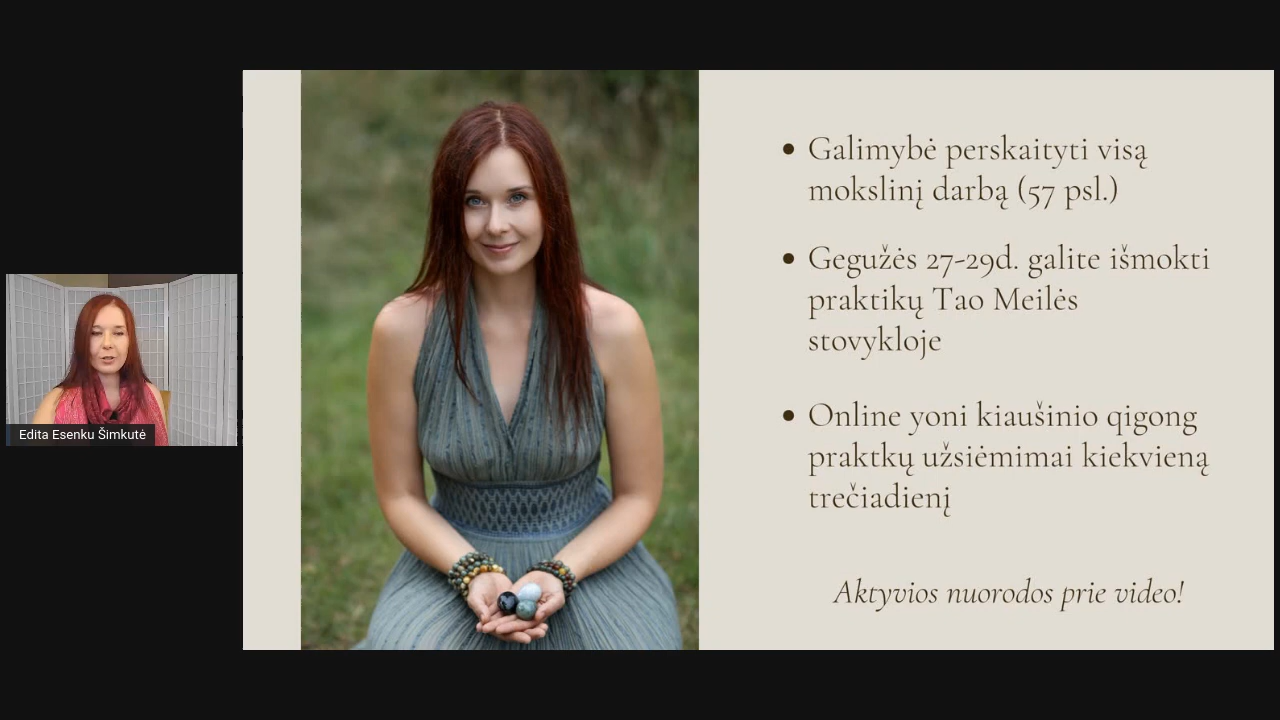 Galimybė perskaityti visą
mokslinį darbą (57 psl.)
Gegužės 27-29d. galite išmokti
praktikų Tao Meilės
stovykloje
Online yoni kiaušinio qigong
praktkų užsiėmimai kiekvieną
trečiadienį
Aktyvios nuorodos prie video!
Edita Esenku Šimkutė